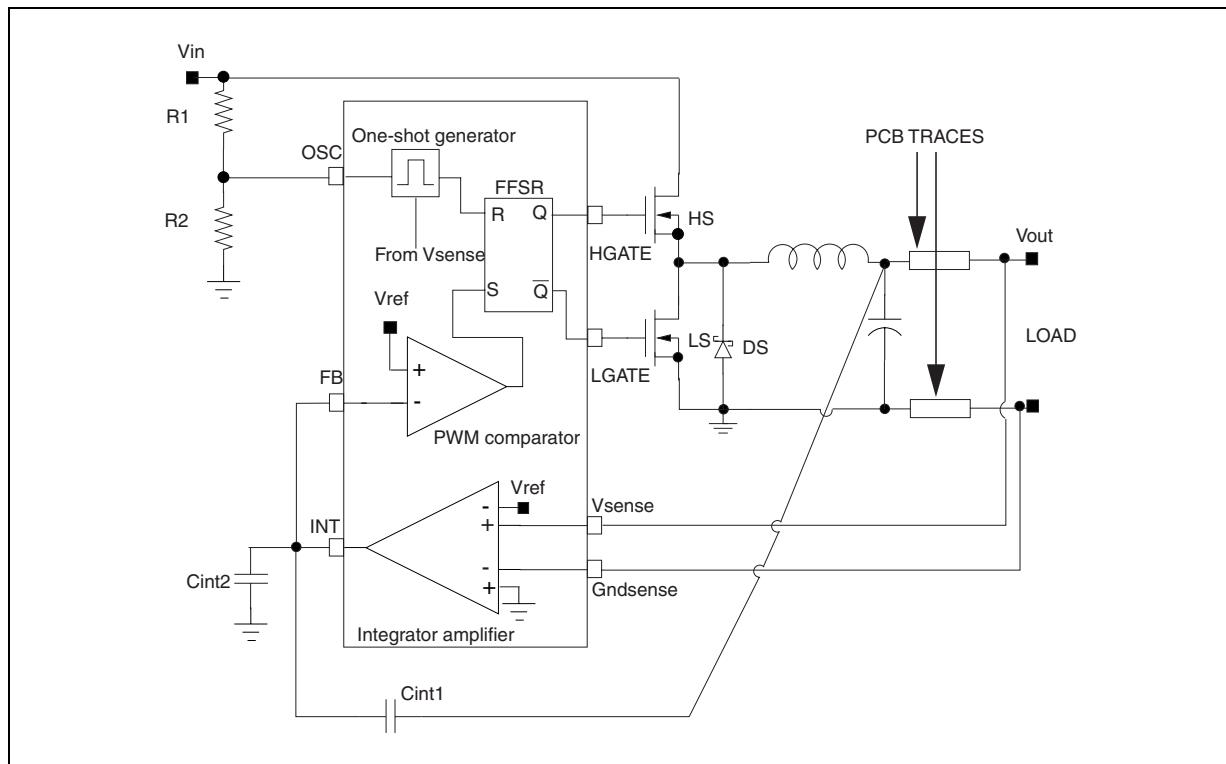 Vin
R1
PCB TRACES
One-shot generator
OSC
FFSR
R
Q
HS
R2
Vout
From Vsense
HGATE
S
Q̅
Vref
LS
DS
LOAD
+
FB
LGATE
-
PWM comparator
Vref
-
Vsense
INT
+
-
Cint2
+
Gndsense
Integrator amplifier
Cint1